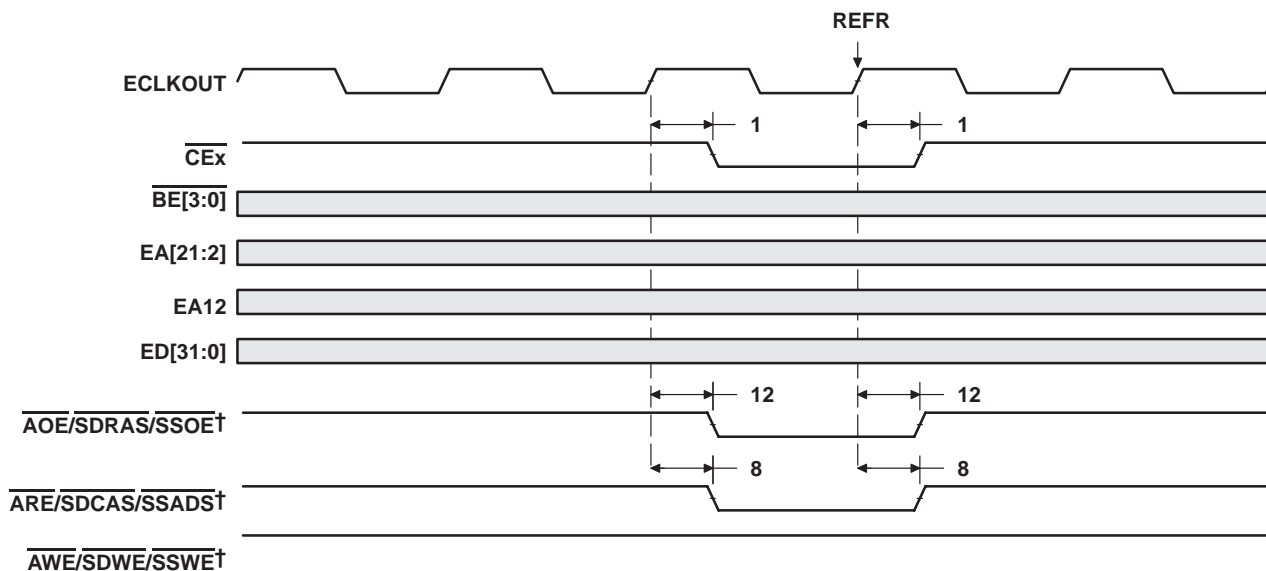 REFR
ECLKOUT
1 1
CEx
BE[3:0]
EA[21:2]
EA12
ED[31:0]
12 12
AOE/SDRAS/SSOE†
8 8
ARE/SDCAS/SSADS†
AWE/SDWE/SSWE†